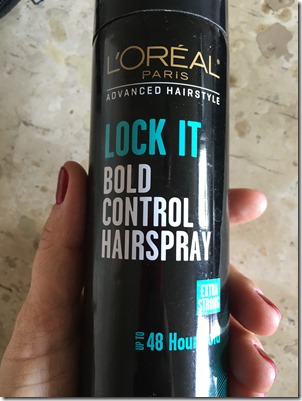 L'ORÉAL
PARIS
ADVANCED HAIRSTYLE
LOCK IT
BOLD
CONTROL
HAIRSPRAY
EXTRA
STRONG
UP TO
48 Hour